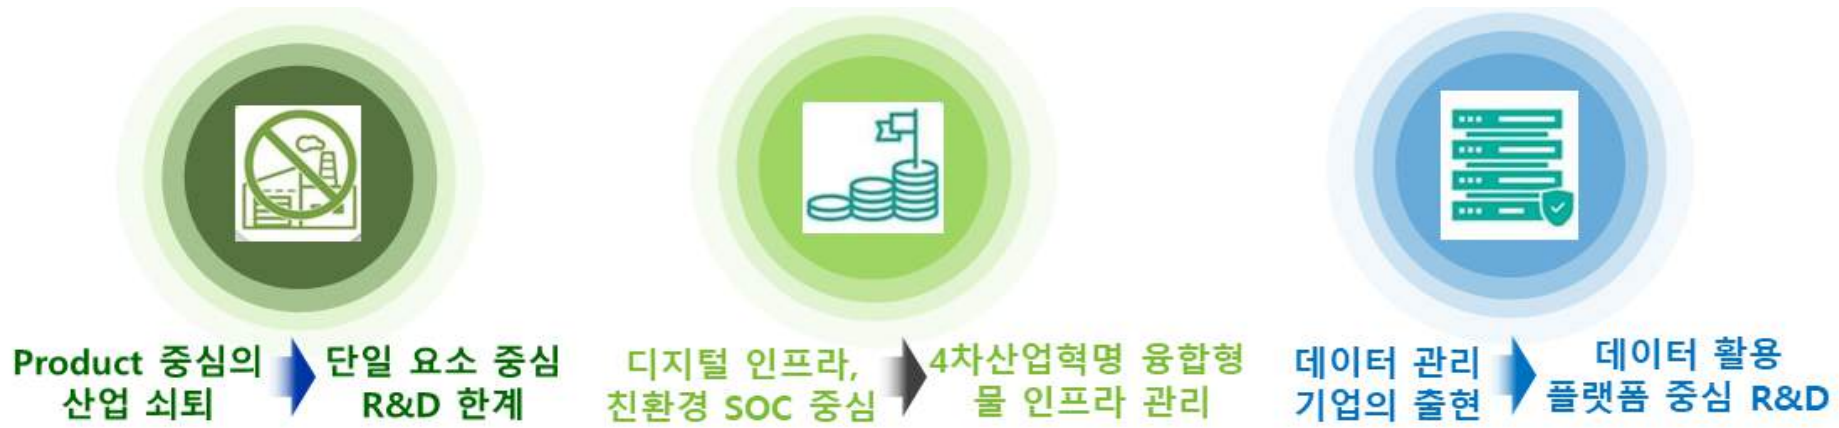 Product 중심의
산업 쇠퇴
단일 요소 중심
R&D 한계
디지털 인프라,
친환경 SOC 중심
4차산업혁명 융합형
물 인프라 관리
데이터 관리
기업의 출현
데이터 활용
플랫폼 중심 R&D